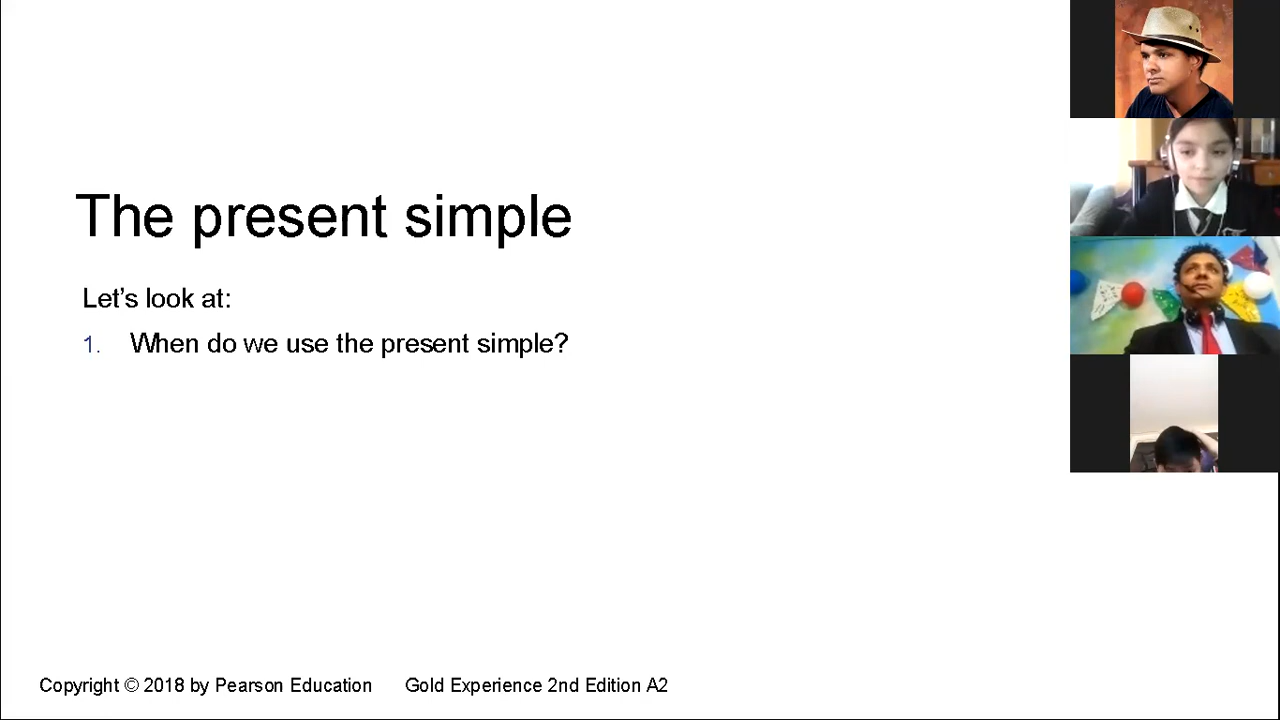 The present simple
Let's look at:
1. When do we use the present simple?
Copyright © 2018 by Pearson Education Gold Experience 2nd Edition A2